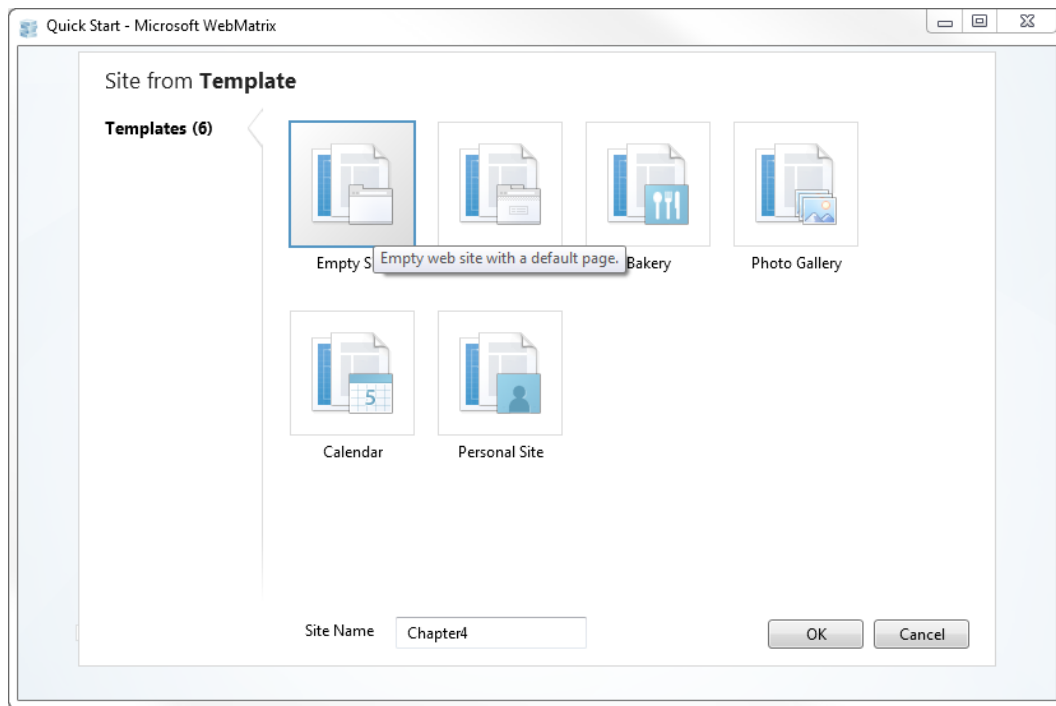 Quick Start - Microsoft WebMatrix
Site from Template
Templates (6)
Empty S
Empty web site with a default page.
Bakery
Photo Gallery
5
Calendar
Personal Site
Site Name
Chapter4
OK
Cancel